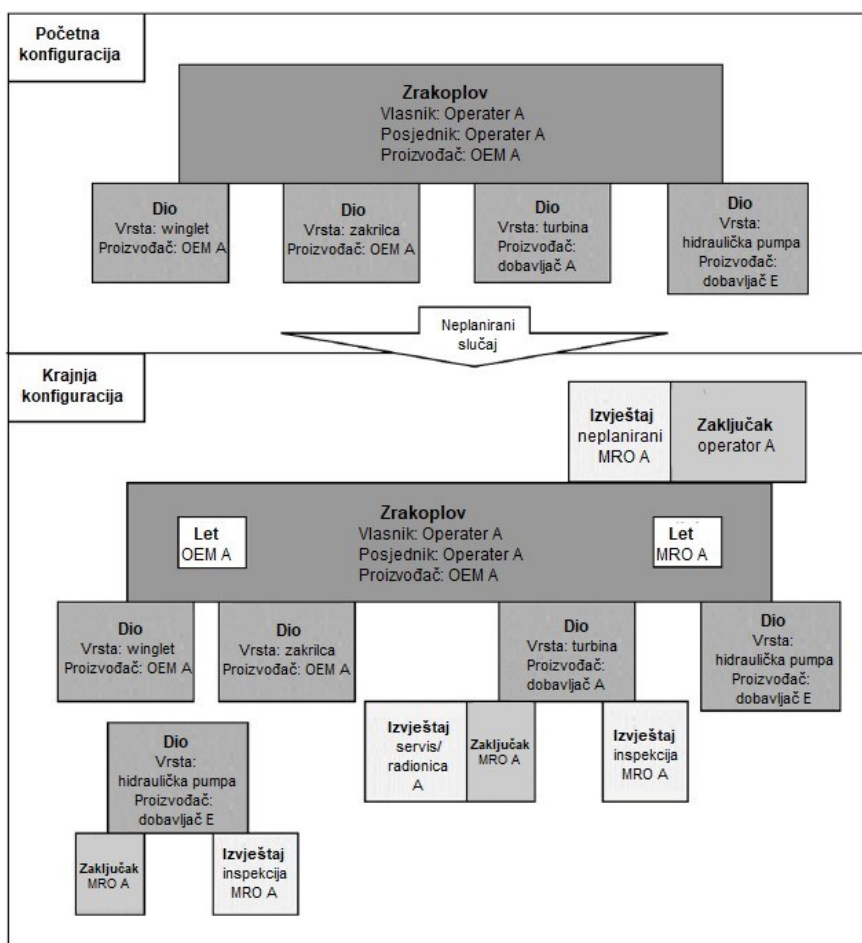 Početna
konfiguracija
Zrakoplov
Vlasnik: Operater A
Posjednik: Operater A
Proizvođač: OEM A
Dio
Vrsta: winglet
Proizvođač: OEM A
Dio
Vrsta: zakrilca
Proizvođač: OEM A
Dio
Vrsta: turbina
Proizvođač:
dobavljač A
Dio
Vrsta:
hidraulička pumpa
Proizvođač:
dobavljač E
Neplanirani
slučaj
Krajnja
konfiguracija
Izvještaj
neplanirani
MRO A
Zaključak
operator A
Zrakoplov
Vlasnik: Operater A
Posjednik: Operater A
Proizvođač: OEM A
Let
OEM A
Let
MRO A
Dio
Vrsta: winglet
Proizvođač: OEM A
Dio
Vrsta: zakrilca
Proizvođač: OEM A
Dio
Vrsta: turbina
Proizvođač:
dobavljač A
Dio
Vrsta:
hidraulička pumpa
Proizvođač:
dobavljač E
Izvještaj
servis/
radionica
A
Zaključak
MRO A
Izvještaj
inspekcija
MRO A
Dio
Vrsta:
hidraulička pumpa
Proizvođač:
dobavljač E
Zaključak
MRO A
Izvještaj
inspekcija
MRO A